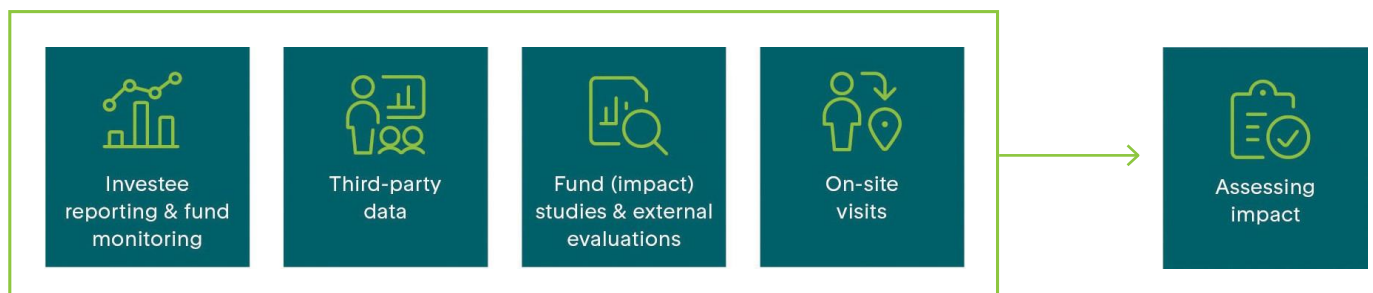 Investee
reporting & fund
monitoring
Third-party
data
Fund (impact)
studies & external
evaluations
On-site
visits
Assessing
impact